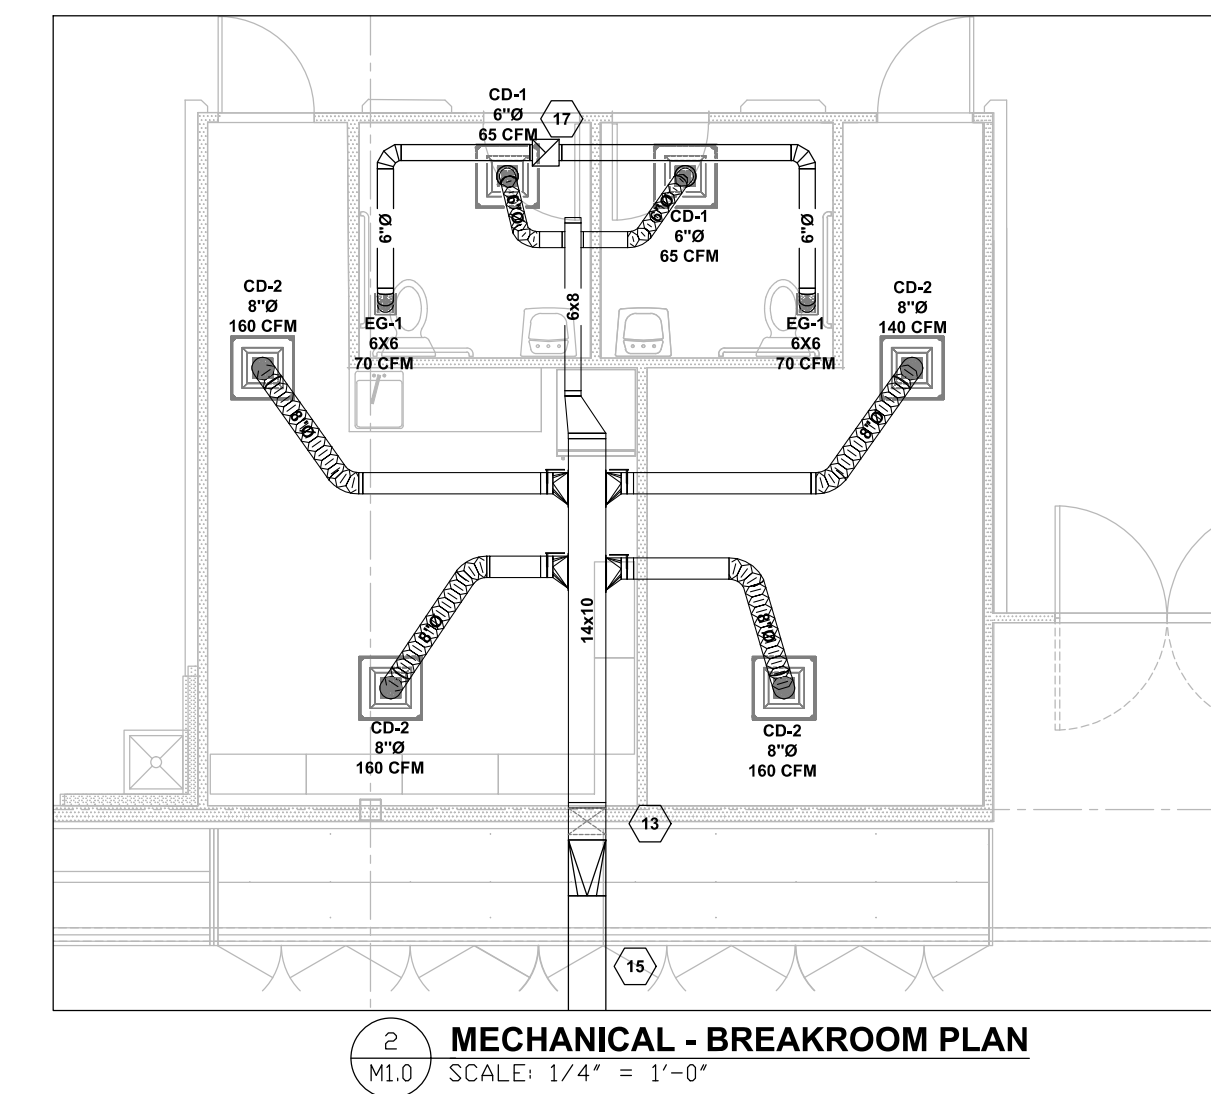 CD-1
6"Ø
65 CFM
17
6"Ø
6"Ø
6"Ø
6"Ø
CD-1
6"Ø
65 CFM
CD-2
8"Ø
160 CFM
6x8
CD-2
8"Ø
140 CFM
EG-1
6X6
70 CFM
EG-1
6X6
70 CFM
8"Ø
8"Ø
14x10
8"Ø
8"Ø
CD-2
8"Ø
160 CFM
CD-2
8"Ø
160 CFM
13
15
2
M1.0
MECHANICAL - BREAKROOM PLAN
SCALE: 1/4" = 1'-0"